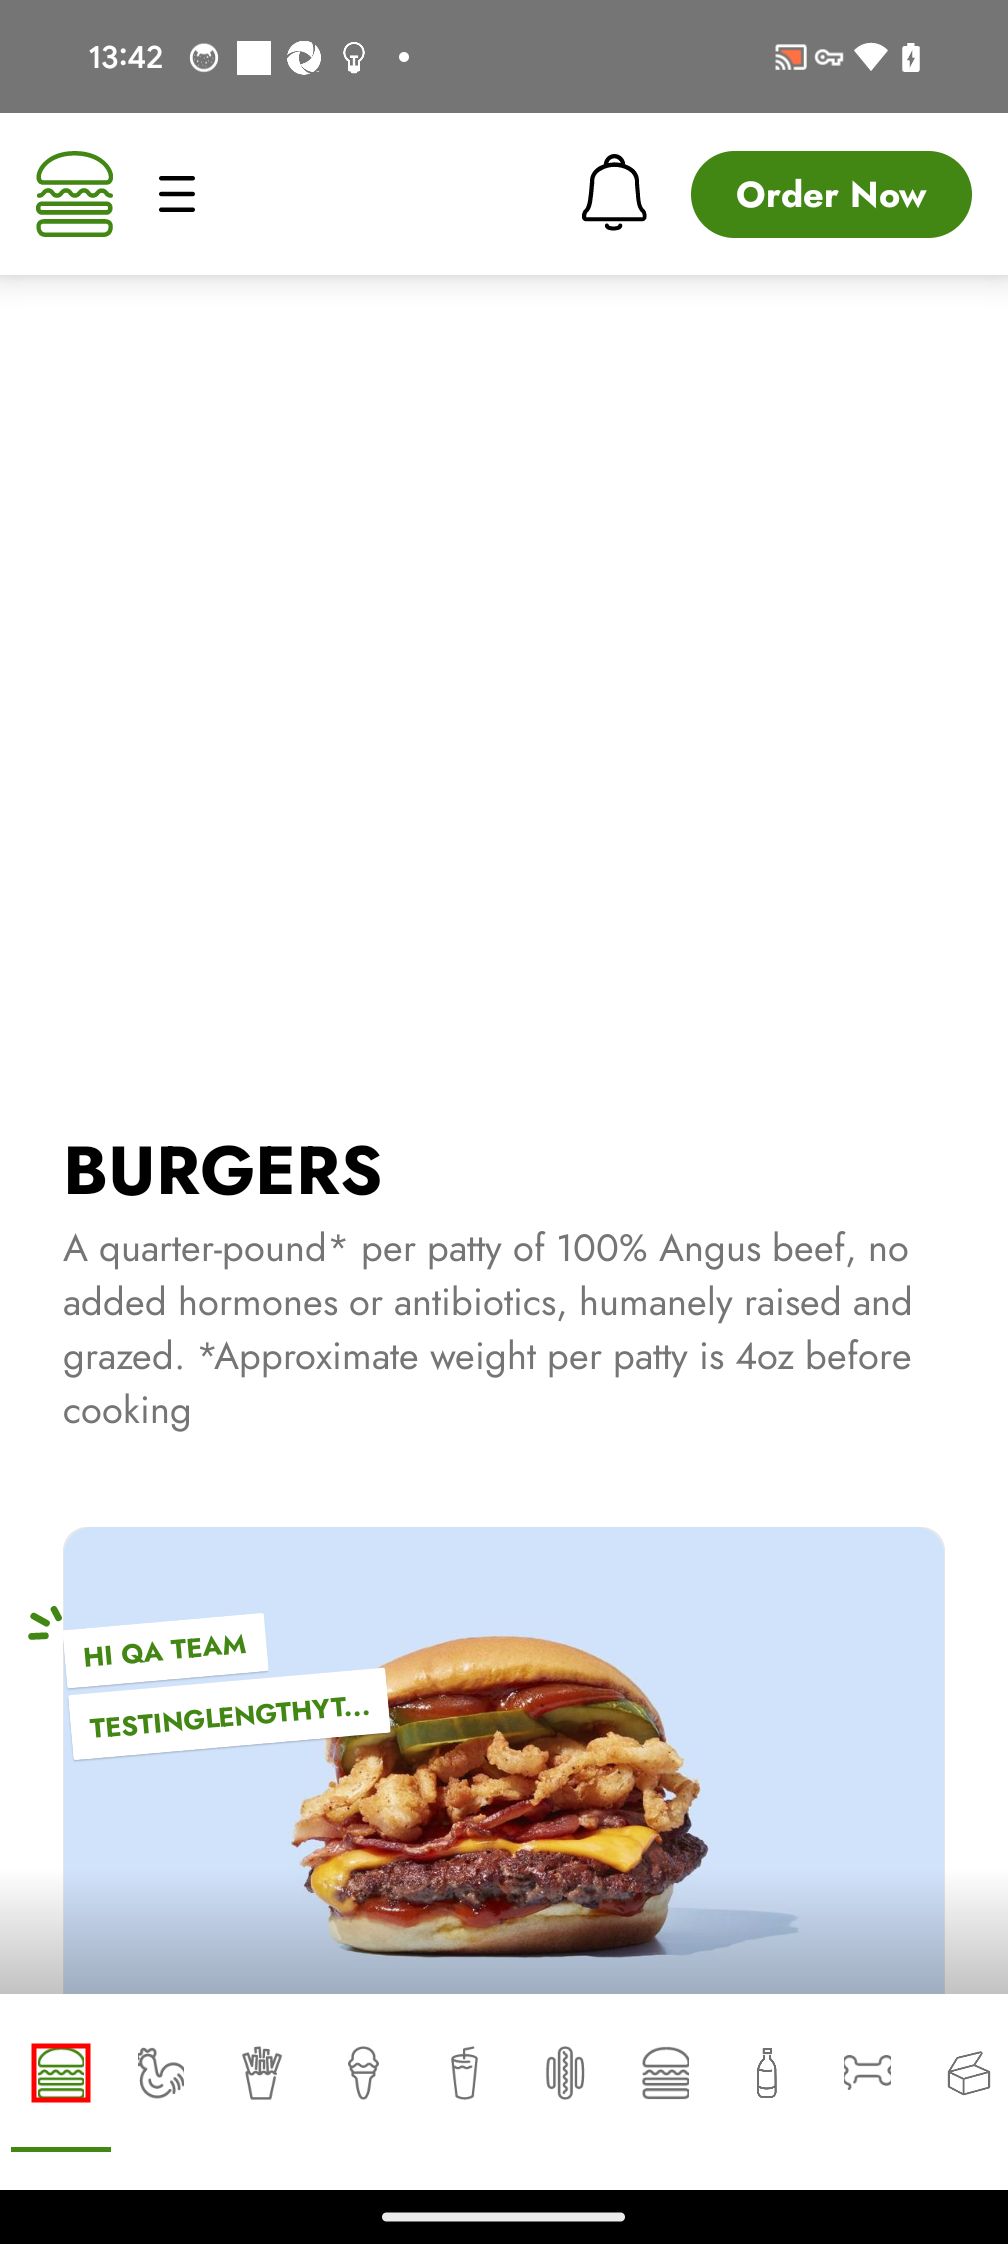 13:42
Order Now
BURGERS
A quarter-pound* per patty of 100% Angus beef, no
added hormones or antibiotics, humanely raised and
grazed. *Approximate weight per patty is 4oz before
cooking
HI QA TEAM
TESTINGLENGTHYT...